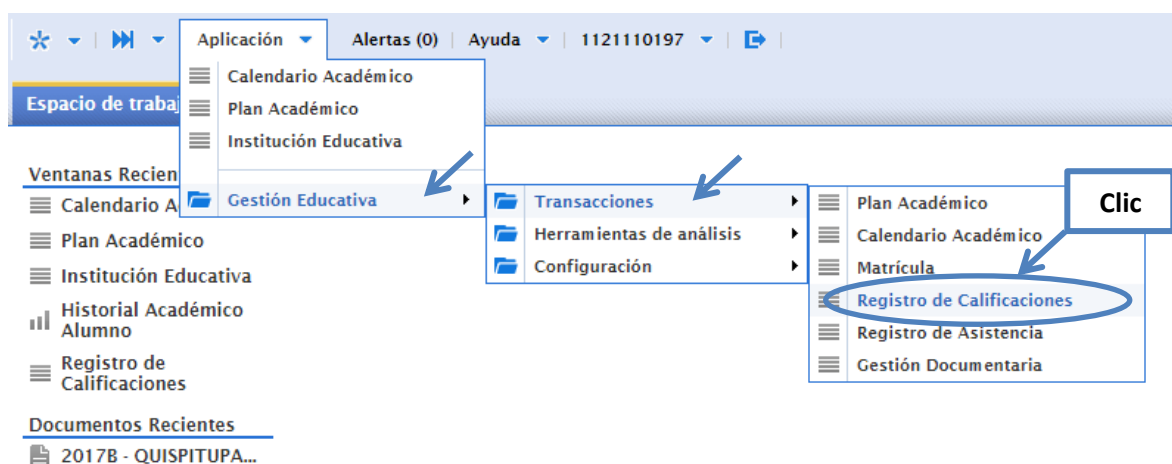 Aplicación
Alertas (0)
Ayuda
1121110197
Calendario Académico
Plan Académico
Institución Educativa
Gestión Educativa
Espacio de trabaj
Transacciones
Herramientas de análisis
Configuración
Plan Académico
Calendario Académico
Matrícula
Registro de Calificaciones
Registro de Asistencia
Gestión Documentaria
Clic
Ventanas Recien
Calendario A
Plan Académico
Institución Educativa
Historial Académico
Alumno
Registro de
Calificaciones
Documentos Recientes
2017B - QUISPITUPA...